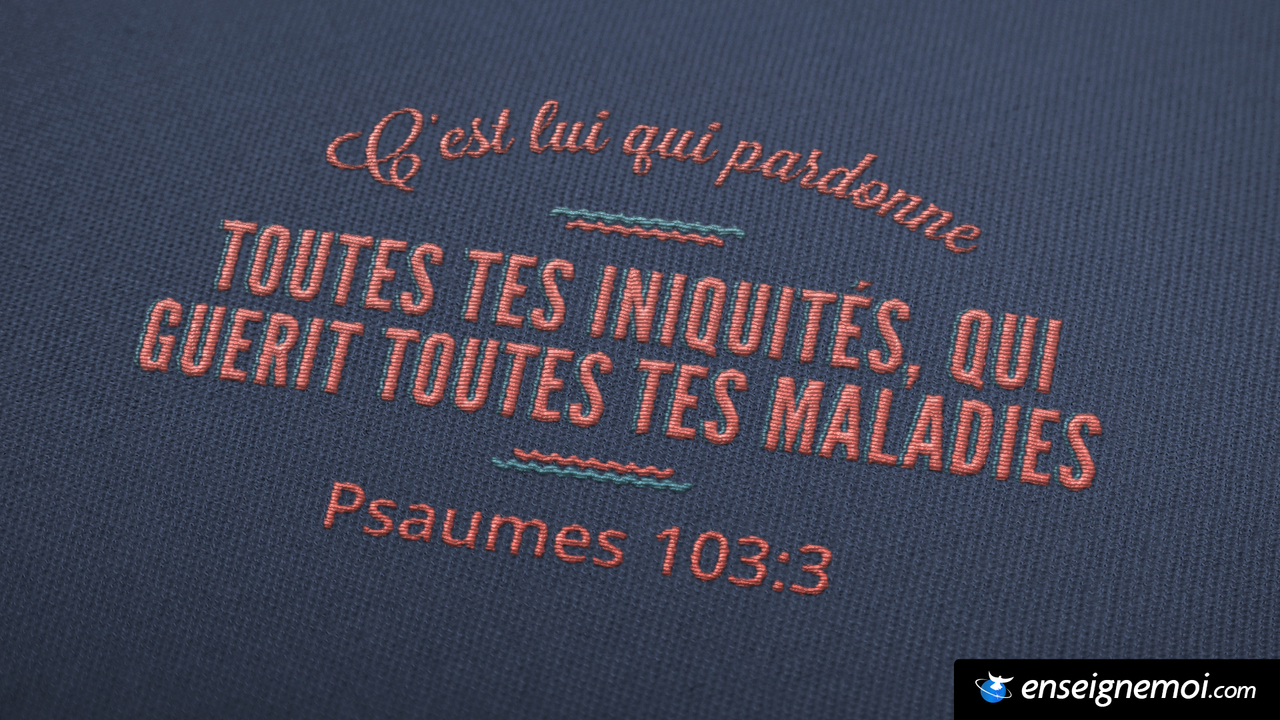 C'est lui qui pardonne
TOUTES TES INIQUITÉS, QUI
GUERIT TOUTES TES MALADIES
Psaumes 103:3
enseignemoi.com